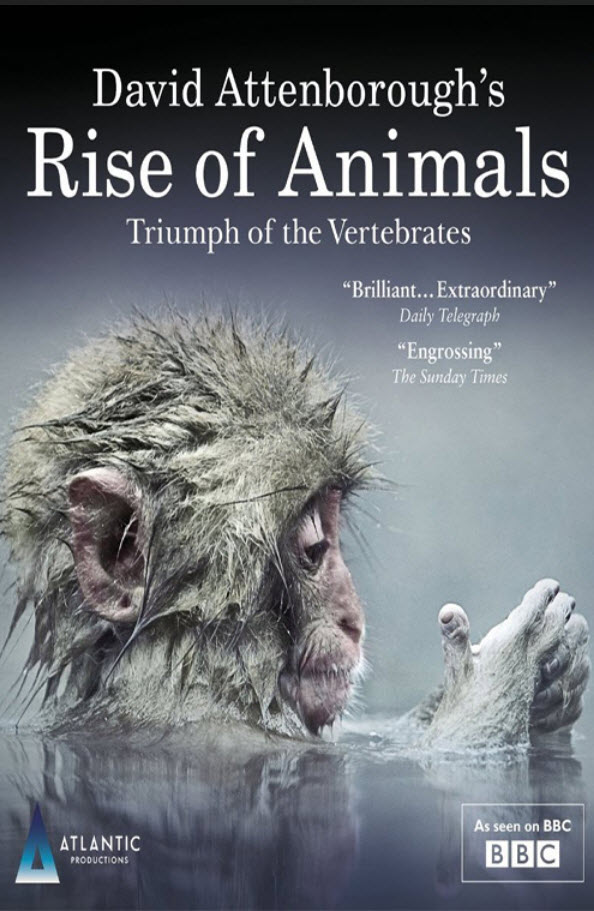 David Attenborough's
Rise of Animals
Triumph of the Vertebrates
“Brilliant...Extraordinary”
Daily Telegraph
“Engrossing”
The Sunday Times
ATLANTIC
PRODUCTIONS
As seen on BBC
BBC